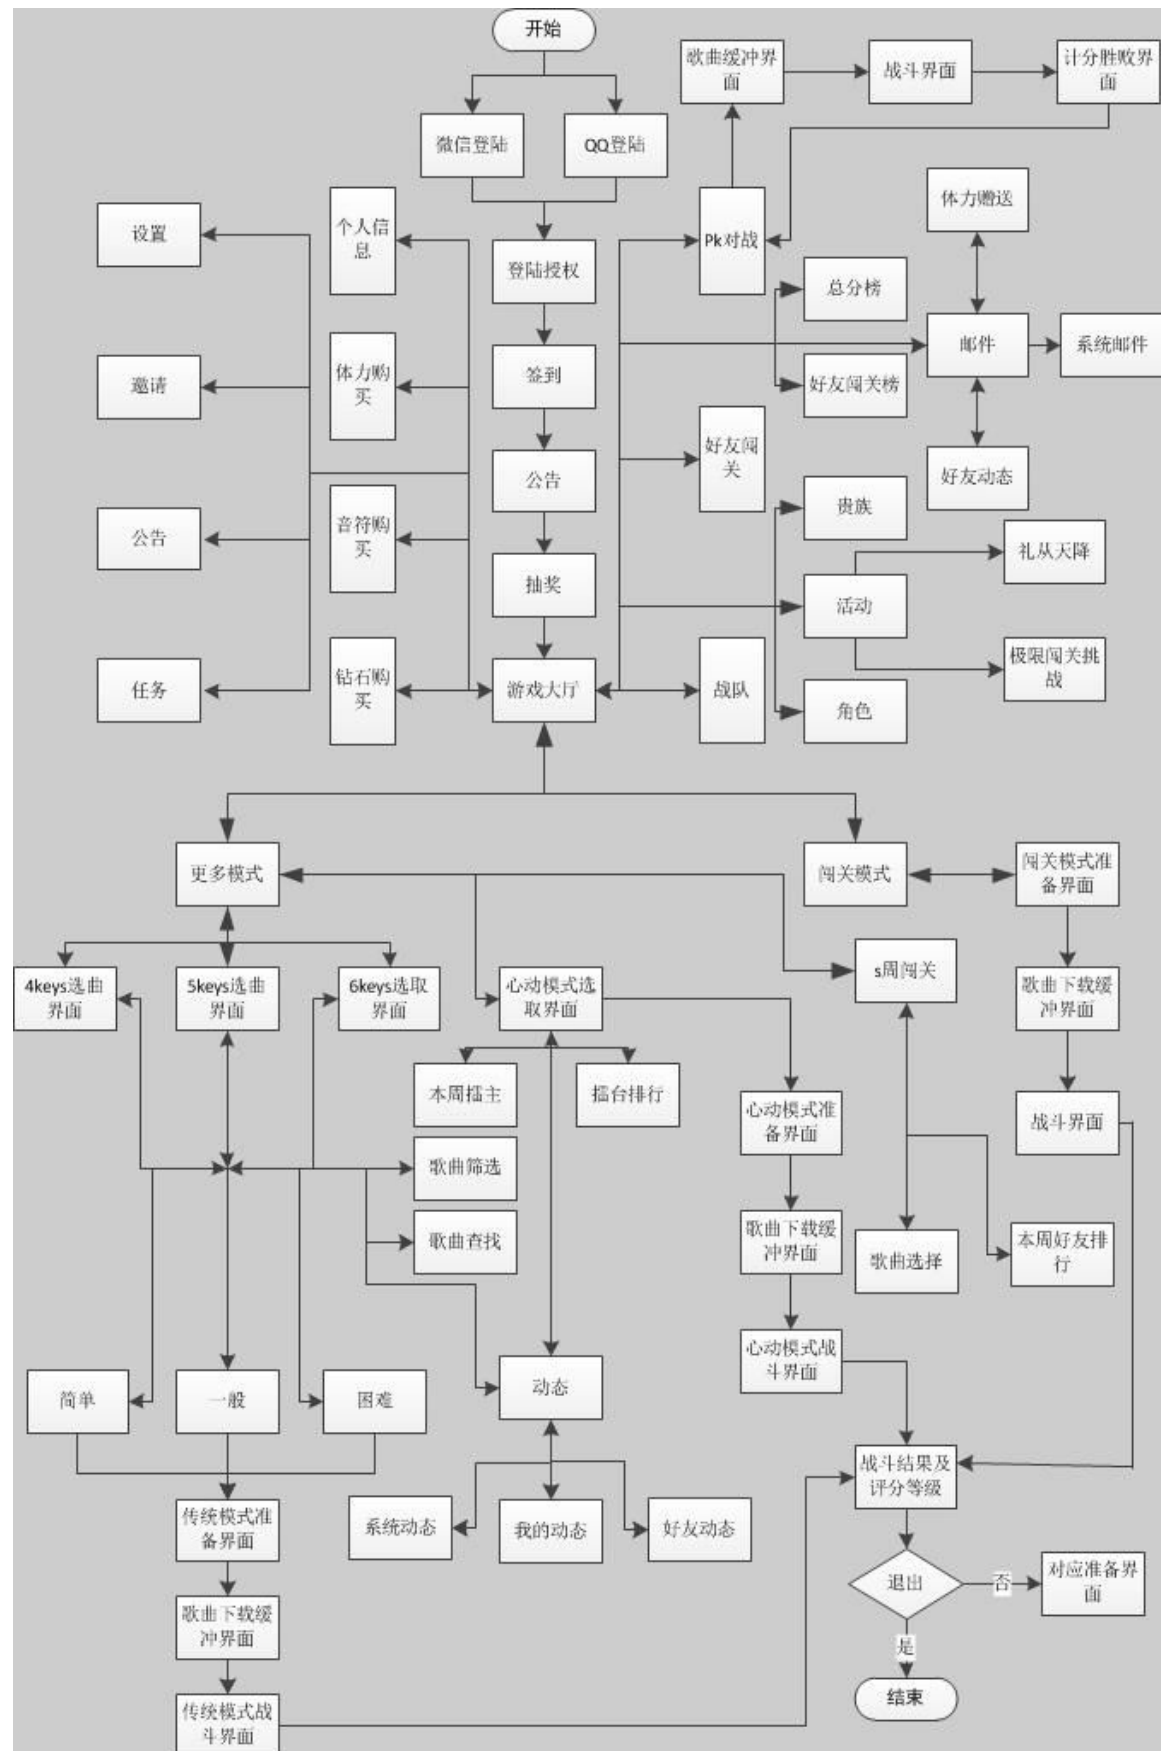 开始
歌曲缓冲界
面
战斗界面
计分胜败界
面
微信登陆
QQ登陆
体力赠送
设置
个人信
息
Pk对战
登陆授权
总分榜
邮件
系统邮件
邀请
体力购
买
签到
好友闯关榜
好友闯
关
公告
好友动态
贵族
公告
音符购
买
礼从天降
抽奖
活动
任务
钻石购
买
游戏大厅
战队
极限闯关挑
战
角色
更多模式
闯关模式
闯关模式准
备界面
4keys选曲
界面
5keys选曲
界面
6keys选取
界面
心动模式选
取界面
s周闯关
歌曲下载缓
冲界面
本周擂主
擂台排行
心动模式准
备界面
战斗界面
歌曲筛选
歌曲查找
歌曲下载缓
冲界面
歌曲选择
本周好友排
行
心动模式战
斗界面
简单
一般
困难
动态
战斗结果及
评分等级
传统模式准
备界面
系统动态
我的动态
好友动态
退出
否
对应准备界
面
歌曲下载缓
冲界面
是
结束
传统模式战
斗界面